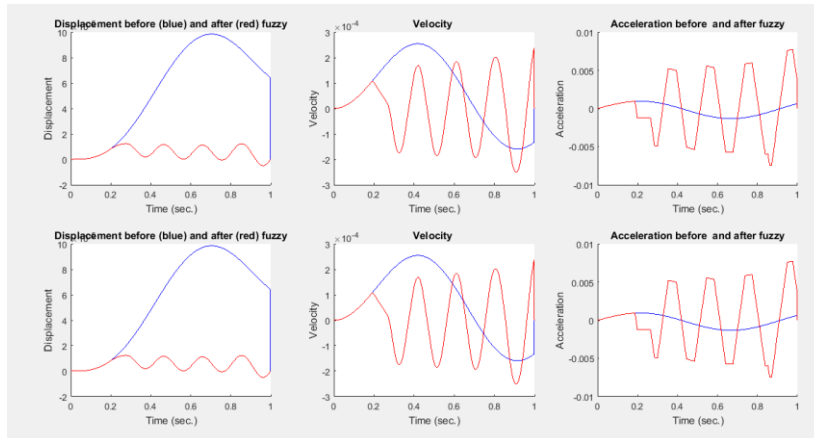 Displacement before (blue) and after (red) fuzzy
Displacement
10
8
6
4
2
0
-2
0 0.2 0.4 0.6 0.8 1
Time (sec.)
Velocity
×10-4
Velocity
3
2
1
0
-1
-2
-3
0 0.2 0.4 0.6 0.8 1
Time (sec.)
Acceleration before and after fuzzy
Acceleration
0.01
0.005
0
-0.005
-0.01
0 0.2 0.4 0.6 0.8 1
Time (sec.)
Displacement before (blue) and after (red) fuzzy
Displacement
10
8
6
4
2
0
-2
0 0.2 0.4 0.6 0.8 1
Time (sec.)
Velocity
×10-4
Velocity
3
2
1
0
-1
-2
-3
0 0.2 0.4 0.6 0.8 1
Time (sec.)
Acceleration before and after fuzzy
Acceleration
0.01
0.005
0
-0.005
-0.01
0 0.2 0.4 0.6 0.8 1
Time (sec.)